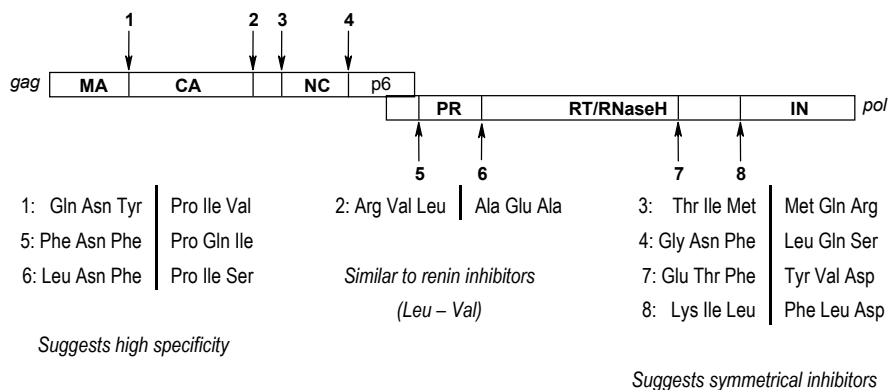 1 2 3 4
gag MA CA NC p6
PR RT/RNaseH IN pol
5 6 7 8
1: Gln Asn Tyr Pro Ile Val
5: Phe Asn Phe Pro Gln Ile
6: Leu Asn Phe Pro Ile Ser
Suggests high specificity
2: Arg Val Leu Ala Glu Ala
Similar to renin inhibitors
(Leu – Val)
3: Thr Ile Met Met Gln Arg
4: Gly Asn Phe Leu Gln Ser
7: Glu Thr Phe Tyr Val Asp
8: Lys Ile Leu Phe Leu Asp
Suggests symmetrical inhibitors